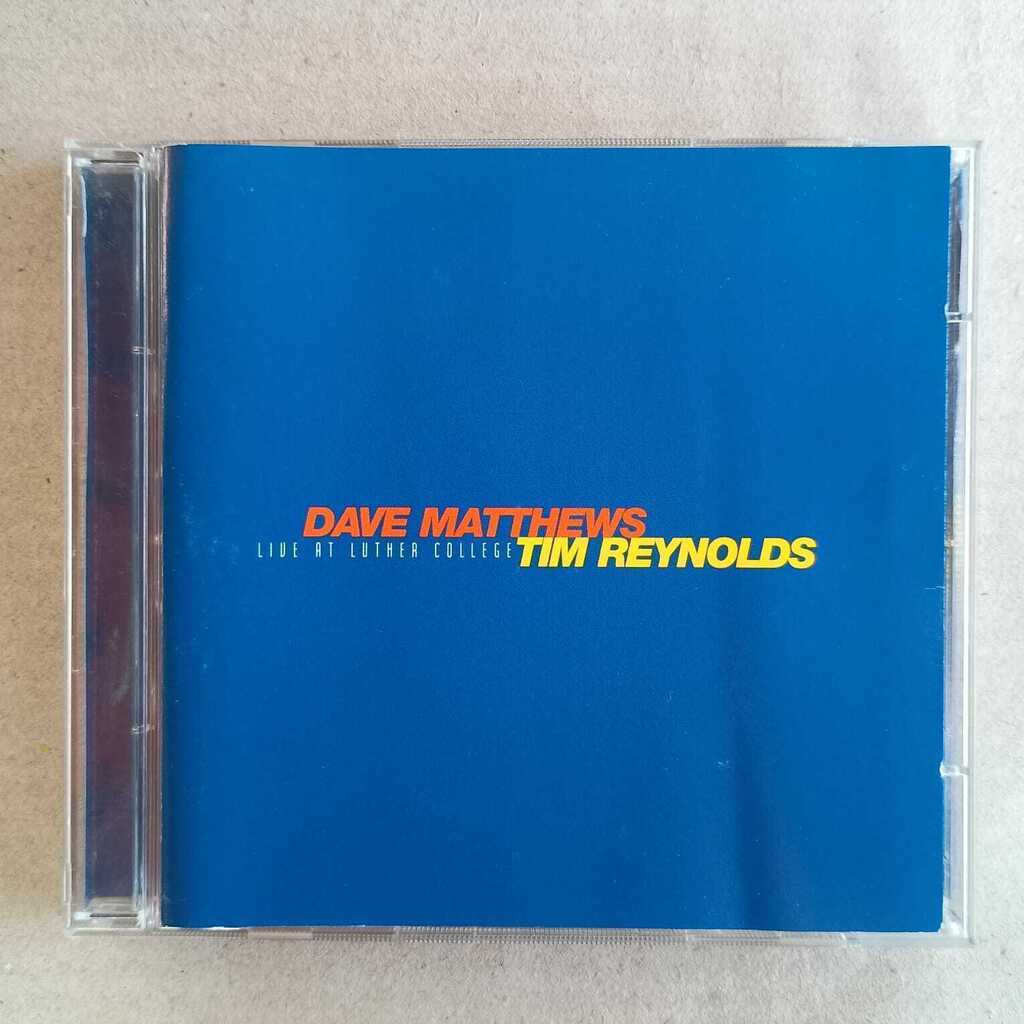 DAVE MATTHEWS
LIVE AT LUTHER COLLEGE TIM REYNOLDS